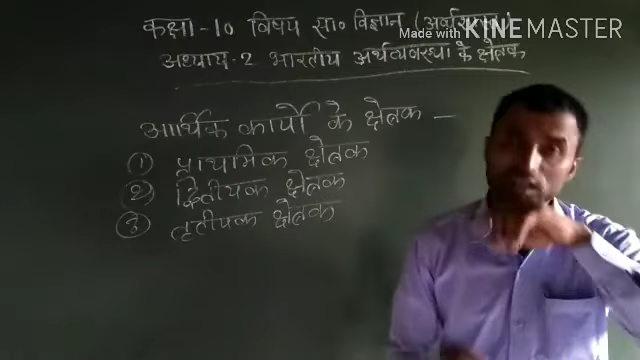 कक्षा-10 विषय सा० विज्ञान (
Made with KINEMASTER
अध्याय-2 भारतीय अर्थव्यवस्था के क्षेत्रक
आर्थिक कार्यो के क्षेत्रक —
① प्राथमिक क्षेत्रक
② द्वितीयक क्षेत्रक
③ तृतीयक क्षेत्रक